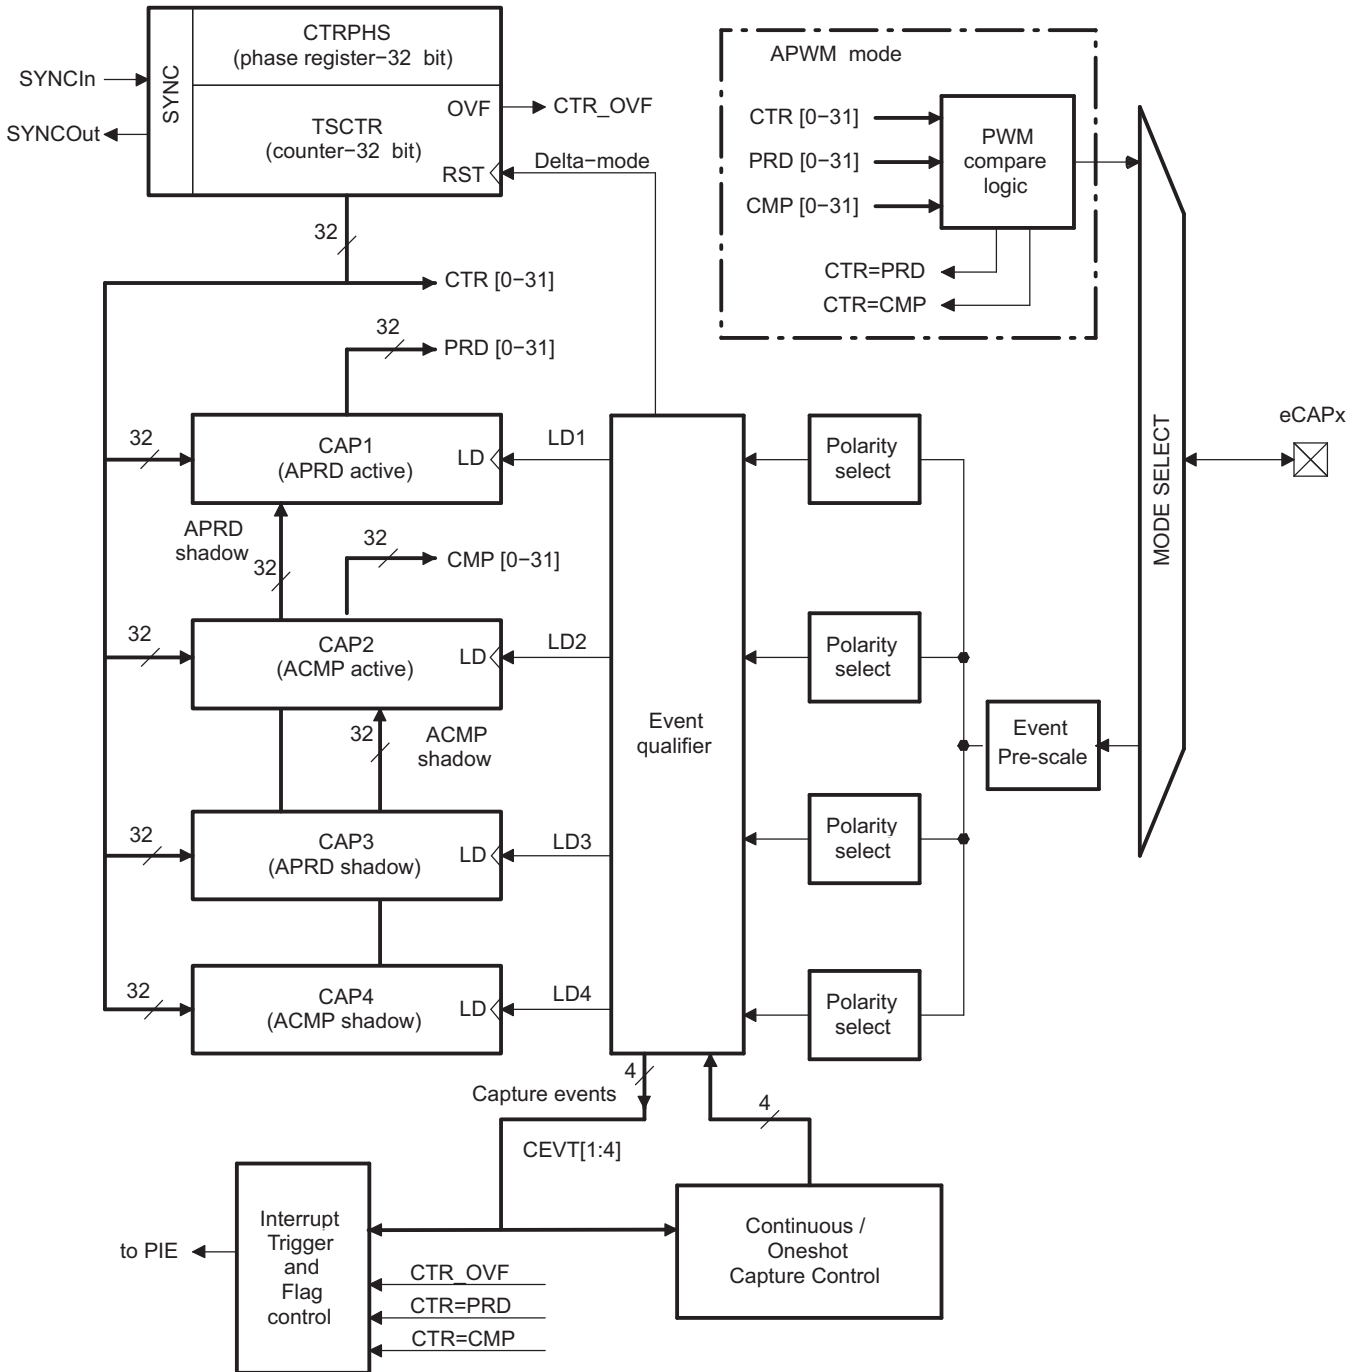 CTRPHS
(phase register−32 bit)
APWM mode
SYNCIn
SYNC
OVF
CTR_OVF
CTR [0−31]
SYNCOut
TSCTR
(counter−32 bit)
PWM
compare
logic
Delta−mode
PRD [0−31]
RST
CMP [0−31]
32
CTR=PRD
CTR [0−31]
CTR=CMP
32
PRD [0−31]
eCAPx
32
CAP1
(APRD active)
LD
LD1
Polarity
select
MODE SELECT
APRD
shadow
32
32
CMP [0−31]
32
CAP2
(ACMP active)
LD
LD2
Polarity
select
32
ACMP
shadow
Event
qualifier
Event
Pre-scale
32
CAP3
(APRD shadow)
LD
LD3
Polarity
select
32
CAP4
(ACMP shadow)
LD
LD4
Polarity
select
4
Capture events
4
CEVT[1:4]
Interrupt
Trigger
and
Flag
control
to PIE
Continuous /
Oneshot
Capture Control
CTR_OVF
CTR=PRD
CTR=CMP